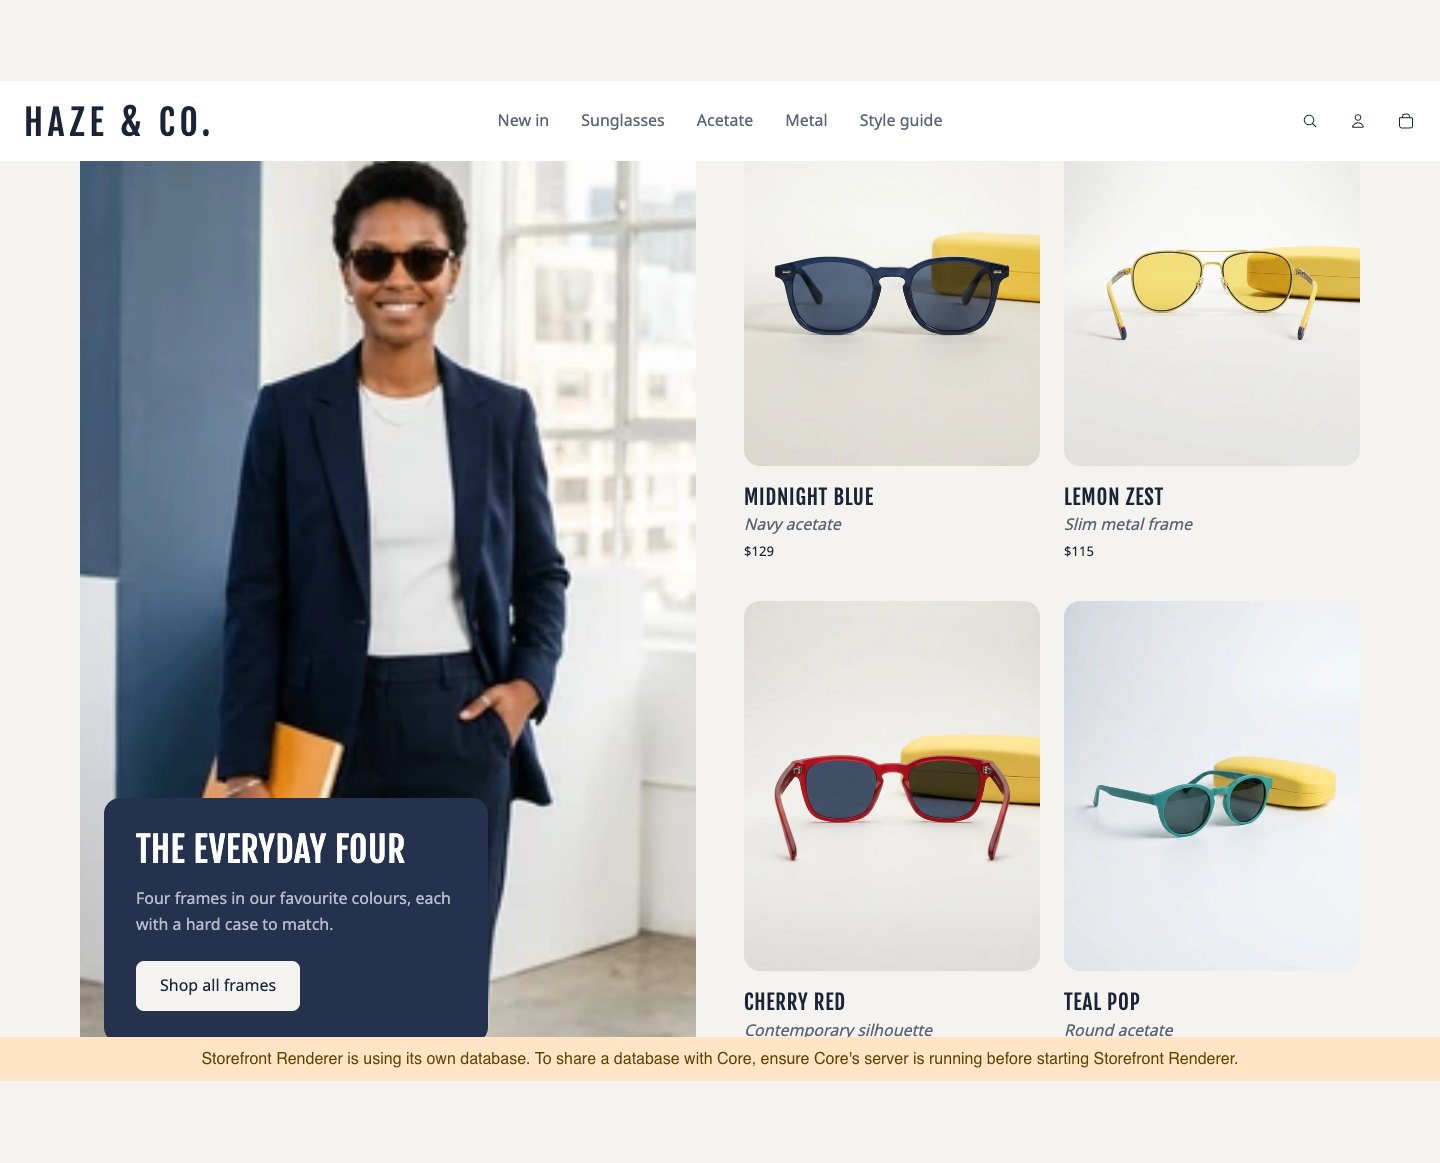 HAZE & CO.
New in
Sunglasses
Acetate
Metal
Style guide
MIDNIGHT BLUE
Navy acetate
$129
LEMON ZEST
Slim metal frame
$115
THE EVERYDAY FOUR
Four frames in our favourite colours, each
with a hard case to match.
Shop all frames
CHERRY RED
Contemporary silhouette
TEAL POP
Round acetate
Storefront Renderer is using its own database. To share a database with Core, ensure Core's server is running before starting Storefront Renderer.